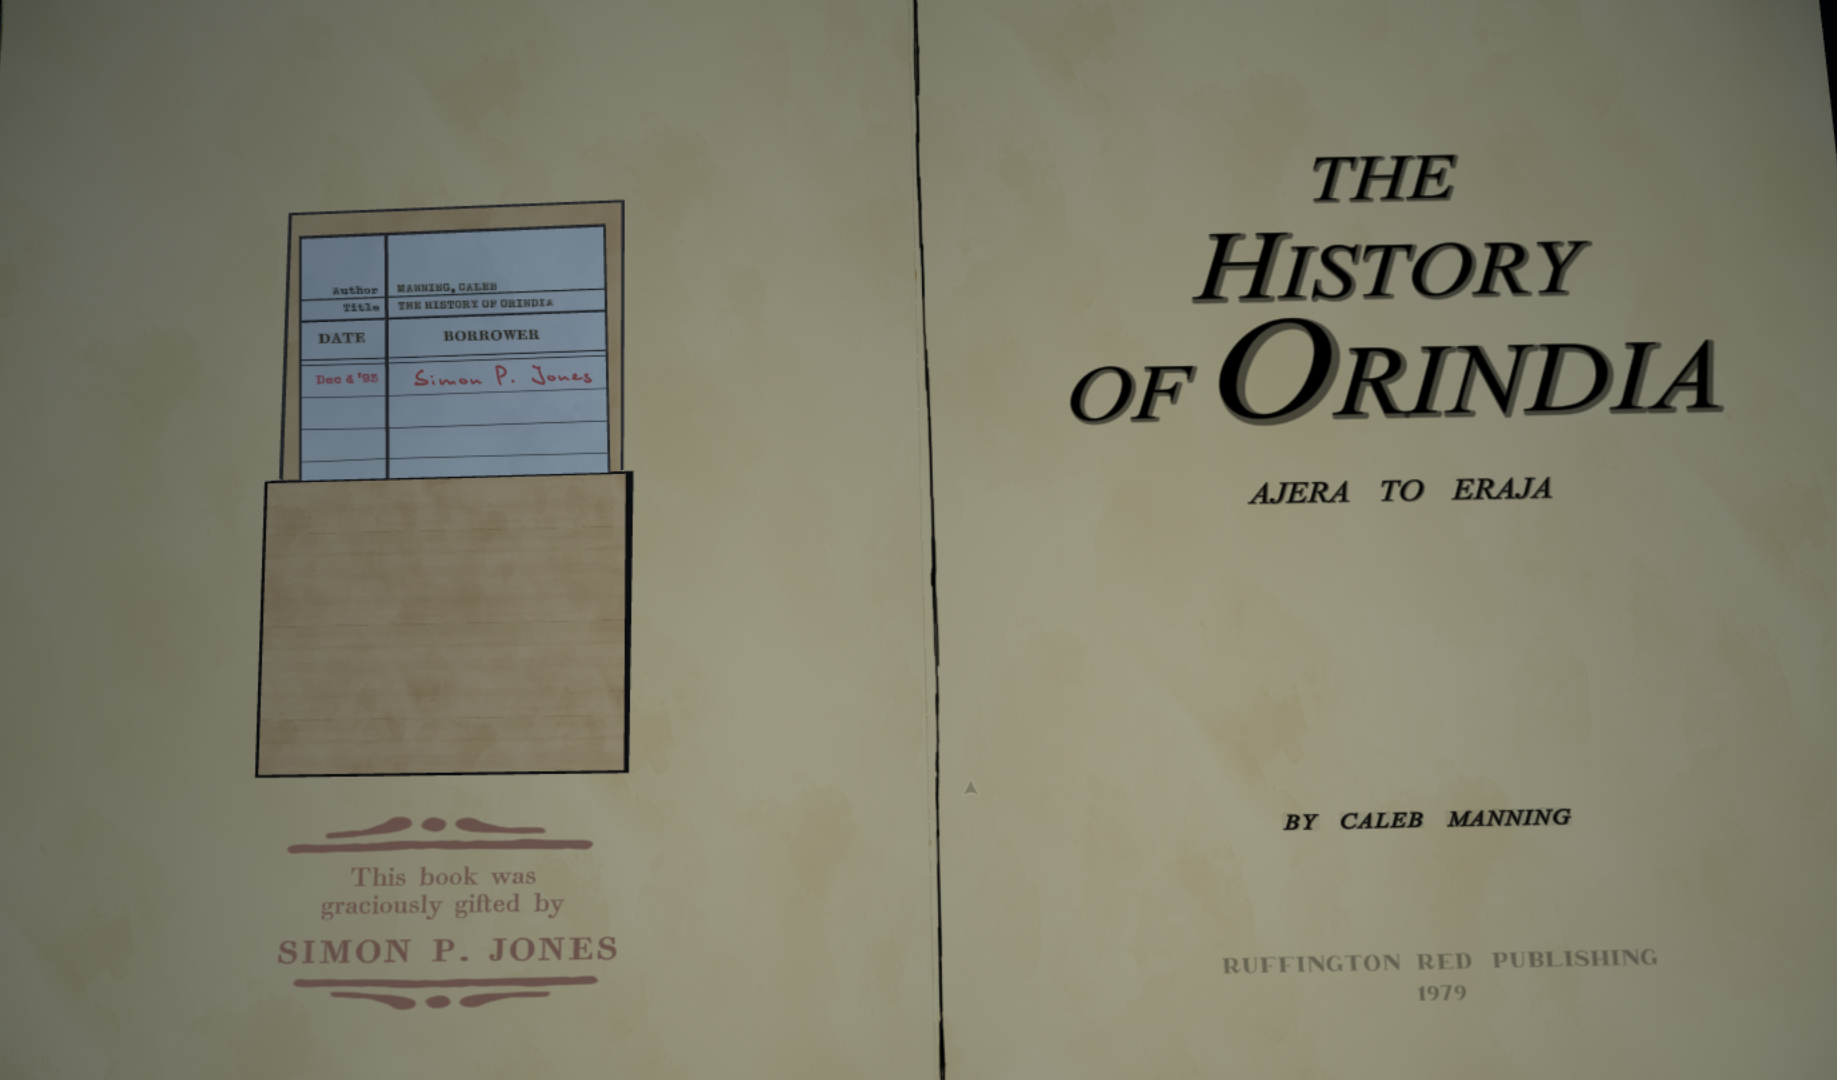 Author MANNING, CALEB
Title THE HISTORY OF ORINDIA
DATE BORROWER
Dec 4 '93 Simon P. Jones
This book was
graciously gifted by
SIMON P. JONES
THE
HISTORY
OF ORINDIA
AJERA TO ERAJA
BY CALEB MANNING
RUFFINGTON RED PUBLISHING
1979